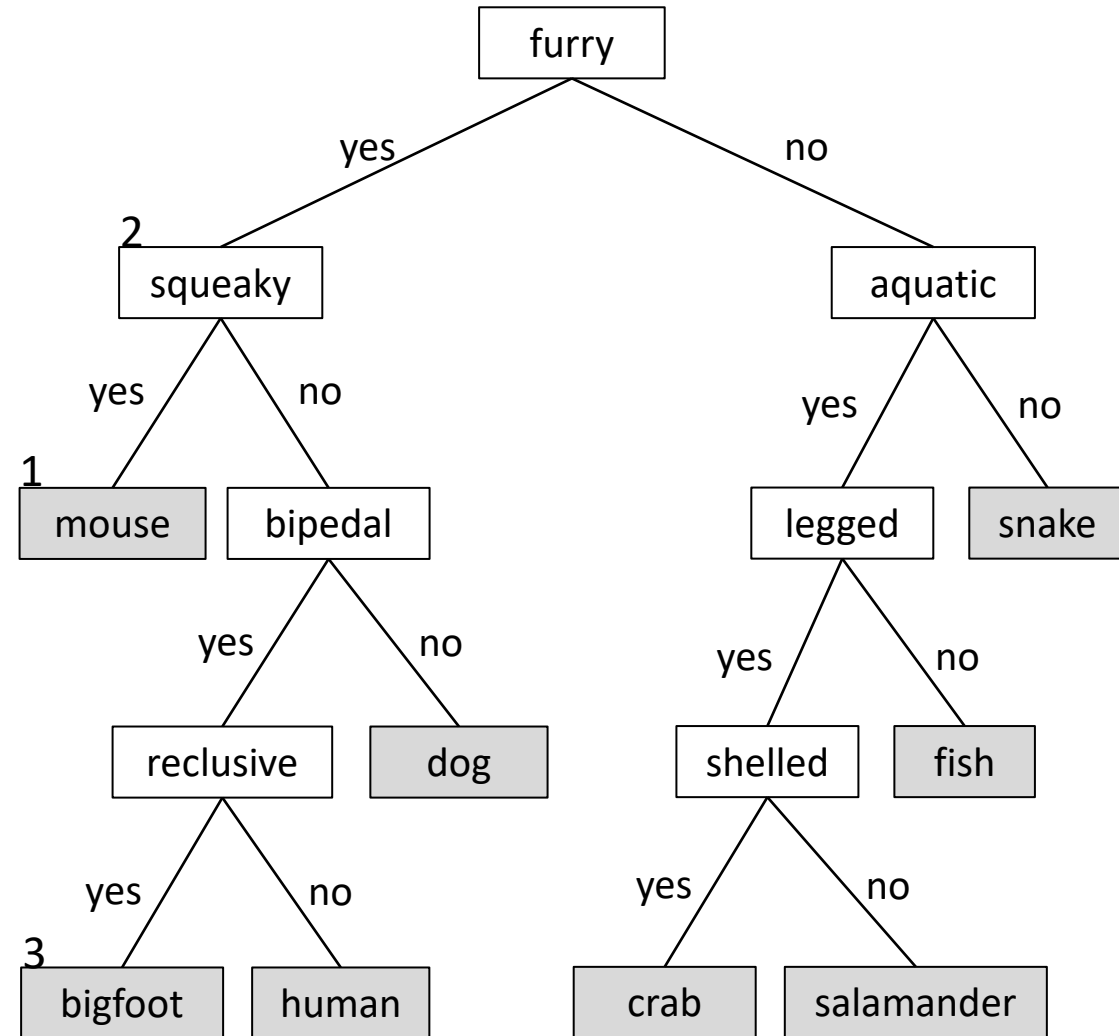 furry
yes no
2
squeaky aquatic
yes no yes no
1
mouse bipedal legged snake
yes no yes no
reclusive dog shelled fish
yes no yes no
3
bigfoot human crab salamander